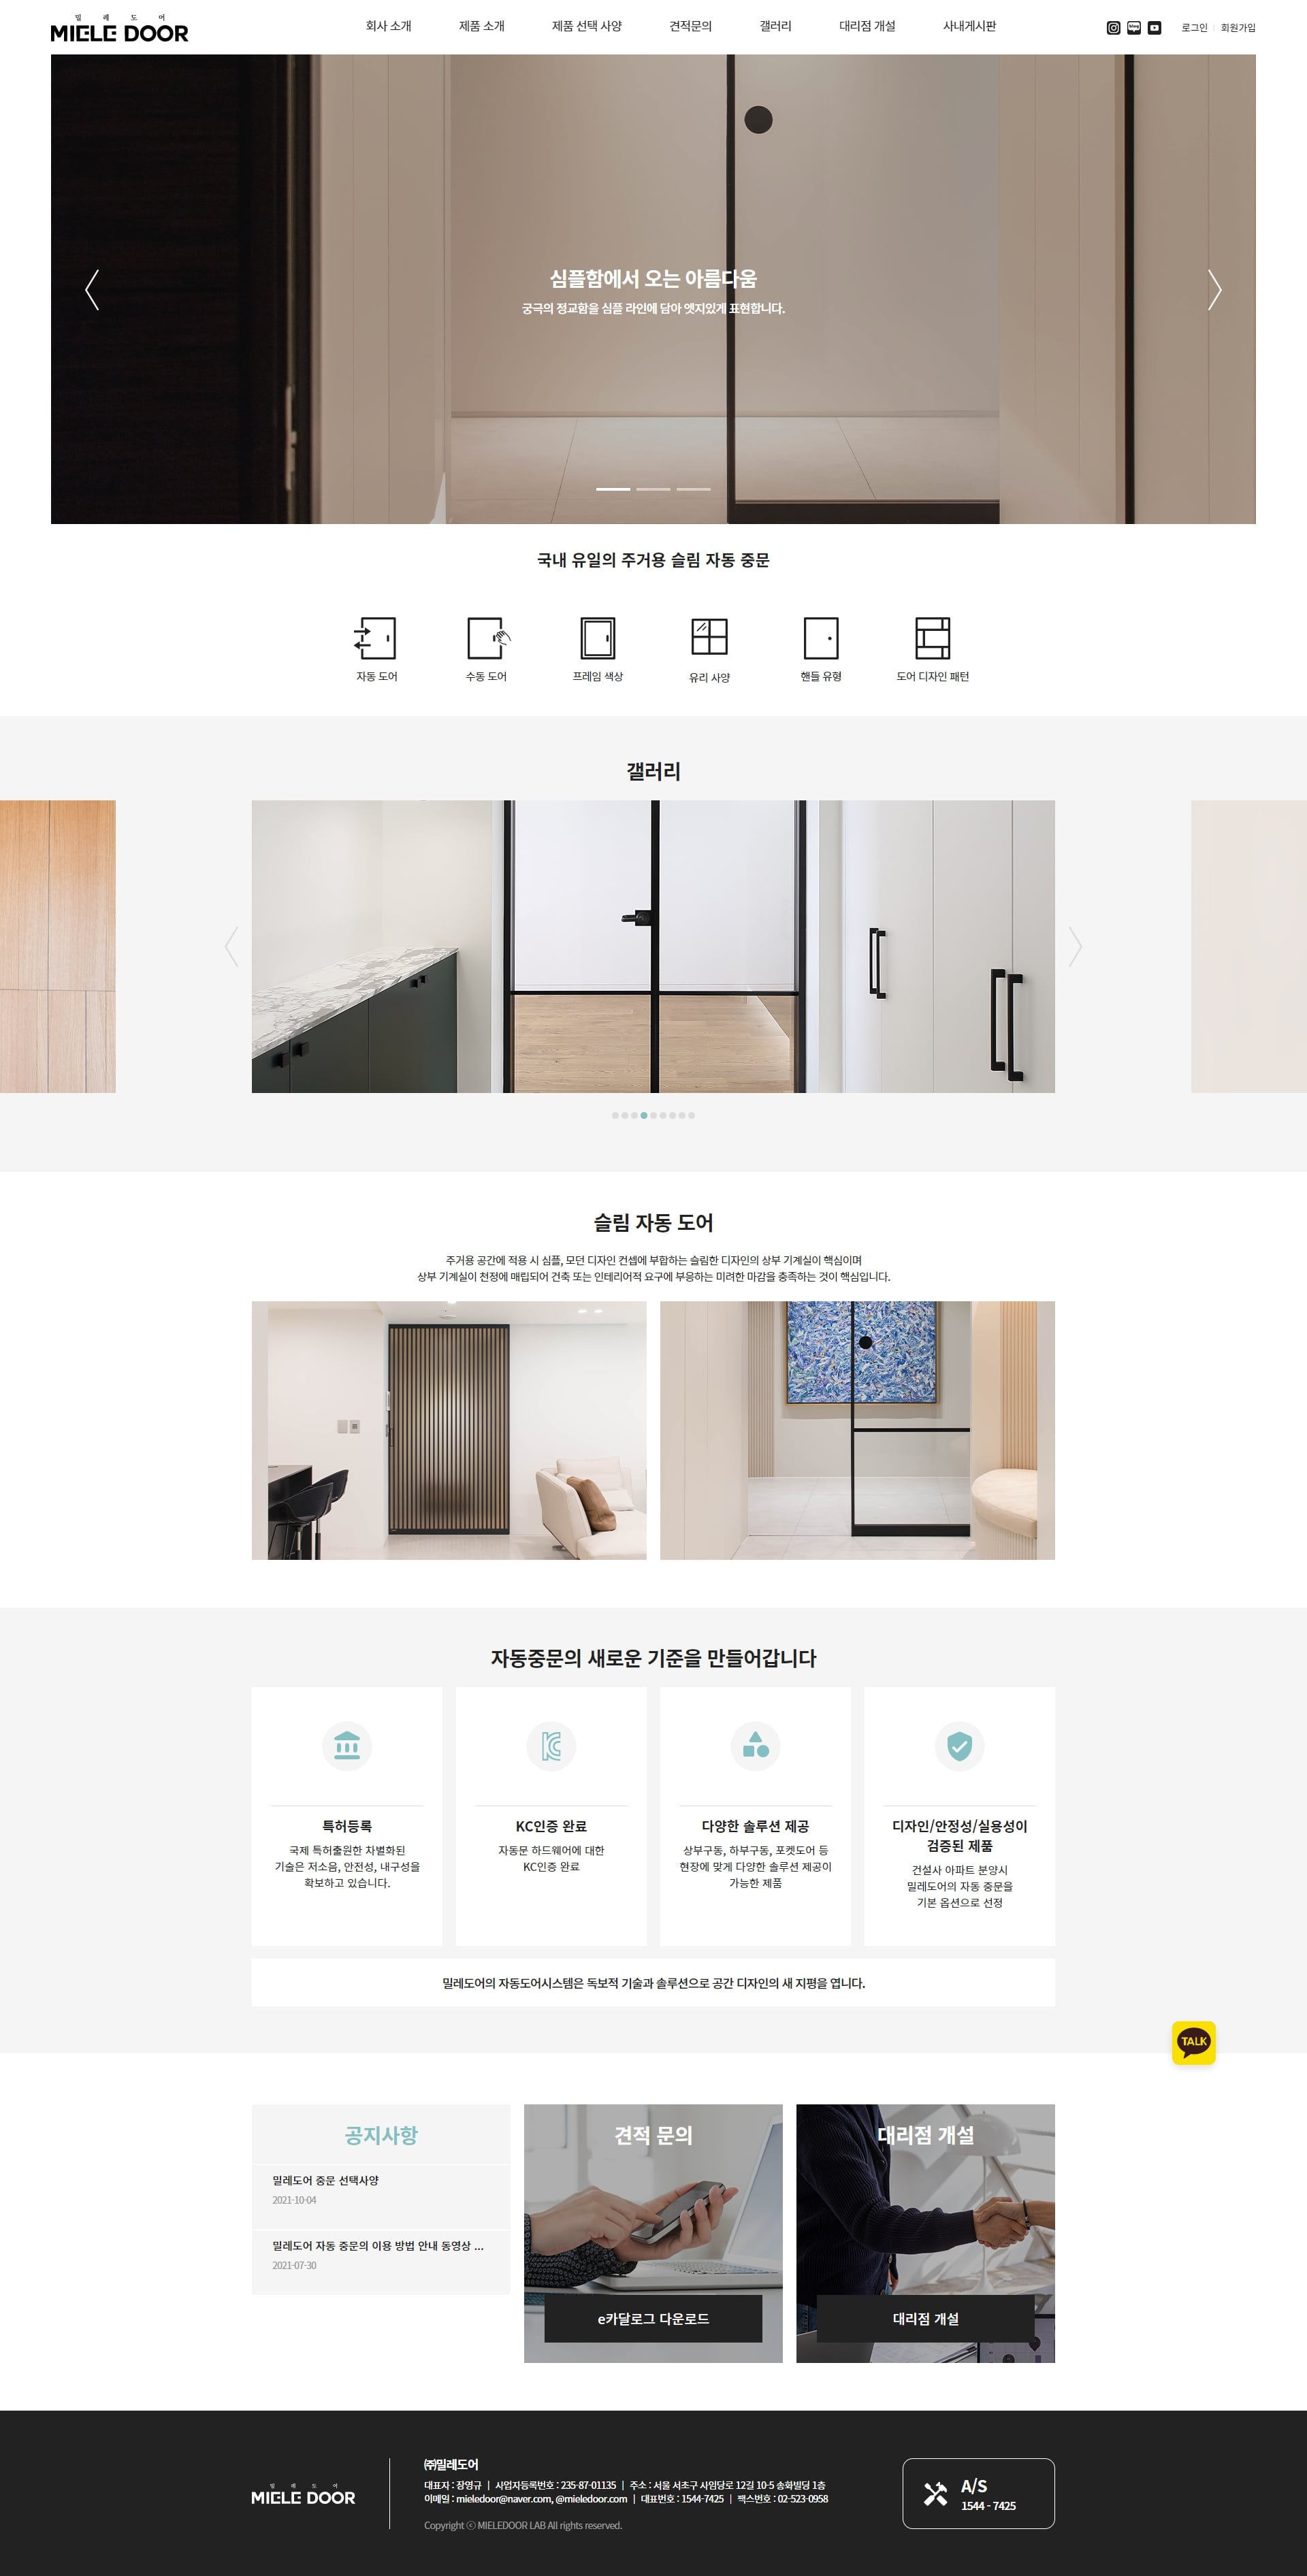 밀레도어
MIELE DOOR
회사 소개
제품 소개
제품 선택 사양
견적문의
갤러리
대리점 개설
사내게시판
로그인
회원가입
심플함에서 오는 아름다움
궁극의 정교함을 심플 라인에 담아 엣지있게 표현합니다.
국내 유일의 주거용 슬림 자동 중문
자동 도어
수동 도어
프레임 색상
유리 사양
핸들 유형
도어 디자인 패턴
갤러리
슬림 자동 도어
주거용 공간에 적용 시 심플, 모던 디자인 컨셉에 부합하는 슬림한 디자인의 상부 기계실이 핵심이며
상부 기계실이 천정에 매립되어 건축 또는 인테리어적 요구에 부응하는 미려한 마감을 충족하는 것이 핵심입니다.
자동중문의 새로운 기준을 만들어갑니다
특허등록
국제 특허출원한 차별화된
기술은 저소음, 안전성, 내구성을
확보하고 있습니다.
KC인증 완료
자동문 하드웨어에 대한
KC인증 완료
다양한 솔루션 제공
상부구동, 하부구동, 포켓도어 등
현장에 맞게 다양한 솔루션 제공이
가능한 제품
디자인/안정성/실용성이
검증된 제품
건설사 아파트 분양시
밀레도어의 자동 중문을
기본 옵션으로 선정
밀레도어의 자동도어시스템은 독보적 기술과 솔루션으로 공간 디자인의 새 지평을 엽니다.
TALK
공지사항
밀레도어 중문 선택사양
2021-10-04
밀레도어 자동 중문의 이용 방법 안내 동영상 ...
2021-07-30
견적 문의
e카달로그 다운로드
대리점 개설
대리점 개설
밀레도어
MIELE DOOR
㈜밀레도어
대표자 : 장영규 | 사업자등록번호 : 235-87-01135 | 주소 : 서울 서초구 사임당로 12길 10-5 송화빌딩 1층
이메일 : mieledoor@naver.com, @mieledoor.com | 대표번호 : 1544-7425 | 팩스번호 : 02-523-0958
Copyright ⓒ MIELEDOOR LAB All rights reserved.
A/S
1544 - 7425